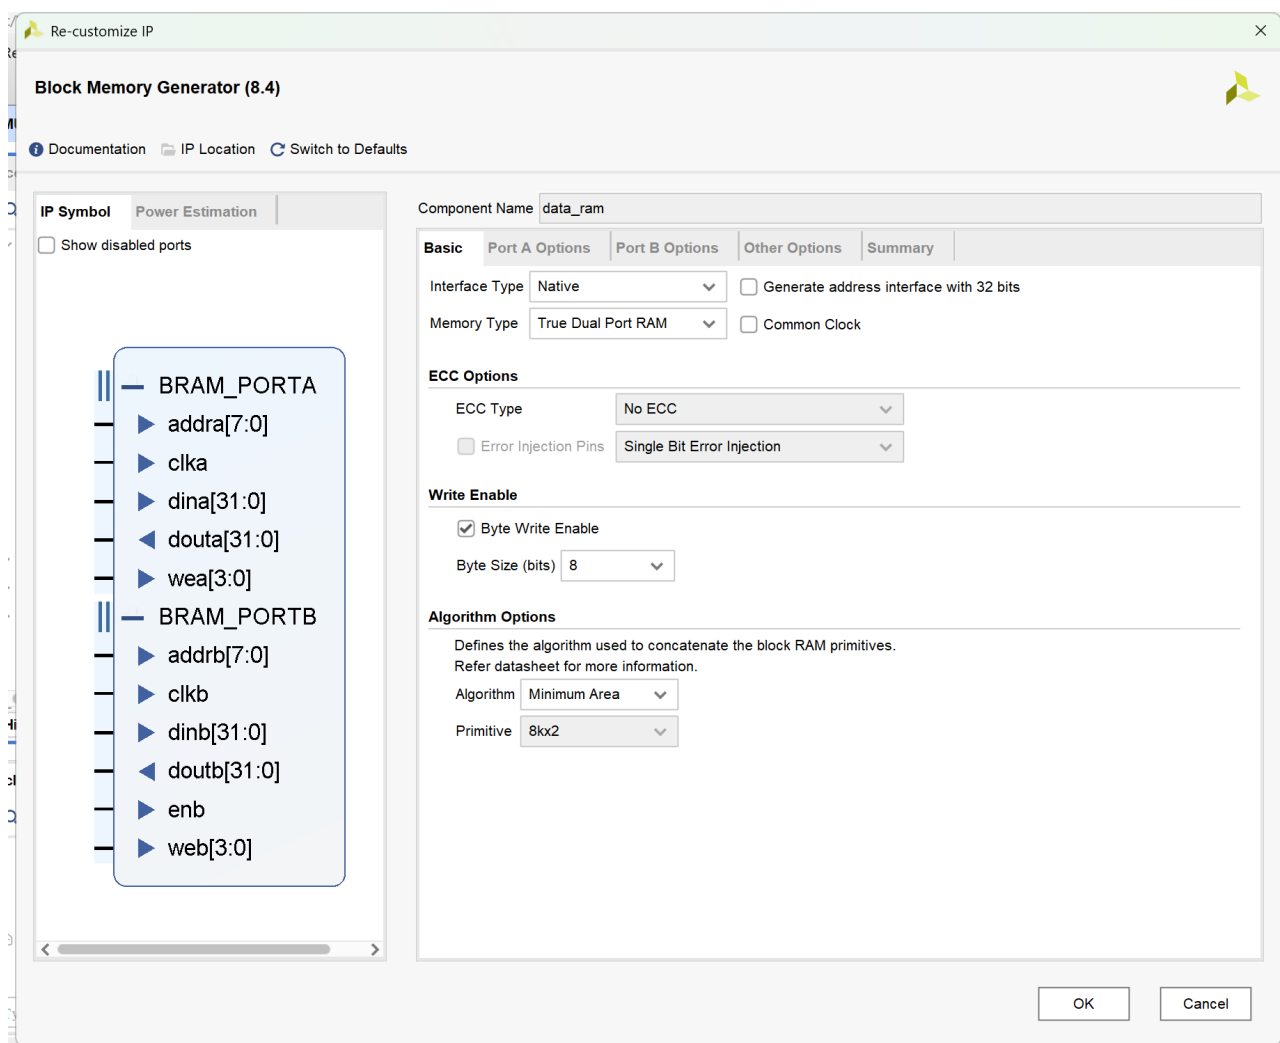 Re-customize IP
Block Memory Generator (8.4)
Documentation IP Location Switch to Defaults
IP Symbol Power Estimation
Show disabled ports
BRAM_PORTA
addra[7:0]
clka
dina[31:0]
douta[31:0]
wea[3:0]
BRAM_PORTB
addrb[7:0]
clkb
dinb[31:0]
doutb[31:0]
enb
web[3:0]
Component Name data_ram
Basic Port A Options Port B Options Other Options Summary
Interface Type Native Generate address interface with 32 bits
Memory Type True Dual Port RAM Common Clock
ECC Options
ECC Type No ECC
Error Injection Pins Single Bit Error Injection
Write Enable
Byte Write Enable
Byte Size (bits) 8
Algorithm Options
Defines the algorithm used to concatenate the block RAM primitives.
Refer datasheet for more information.
Algorithm Minimum Area
Primitive 8kx2
OK Cancel